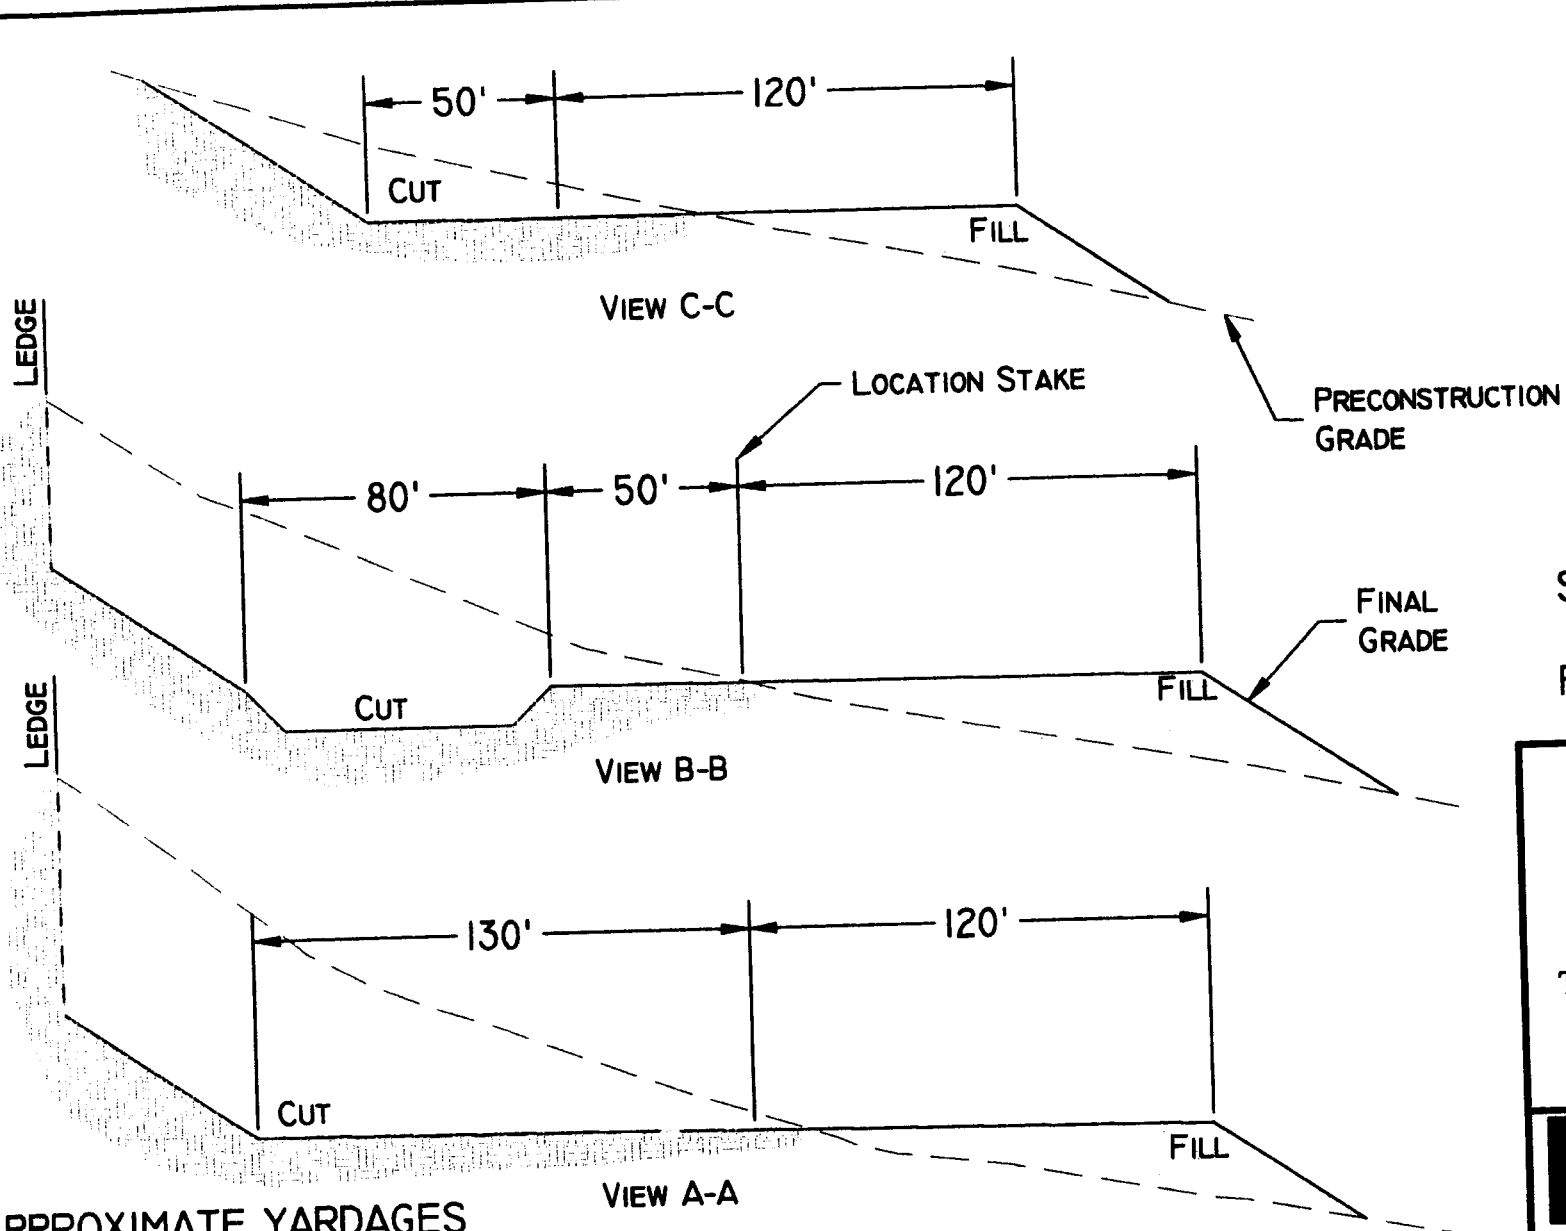 50'
120'
CUT
FILL
VIEW C-C
LEDGE
LOCATION STAKE
PRECONSTRUCTION
GRADE
80'
50'
120'
FINAL
GRADE
CUT
FILL
VIEW B-B
LEDGE
130'
120'
CUT
FILL
VIEW A-A
YARDAGES